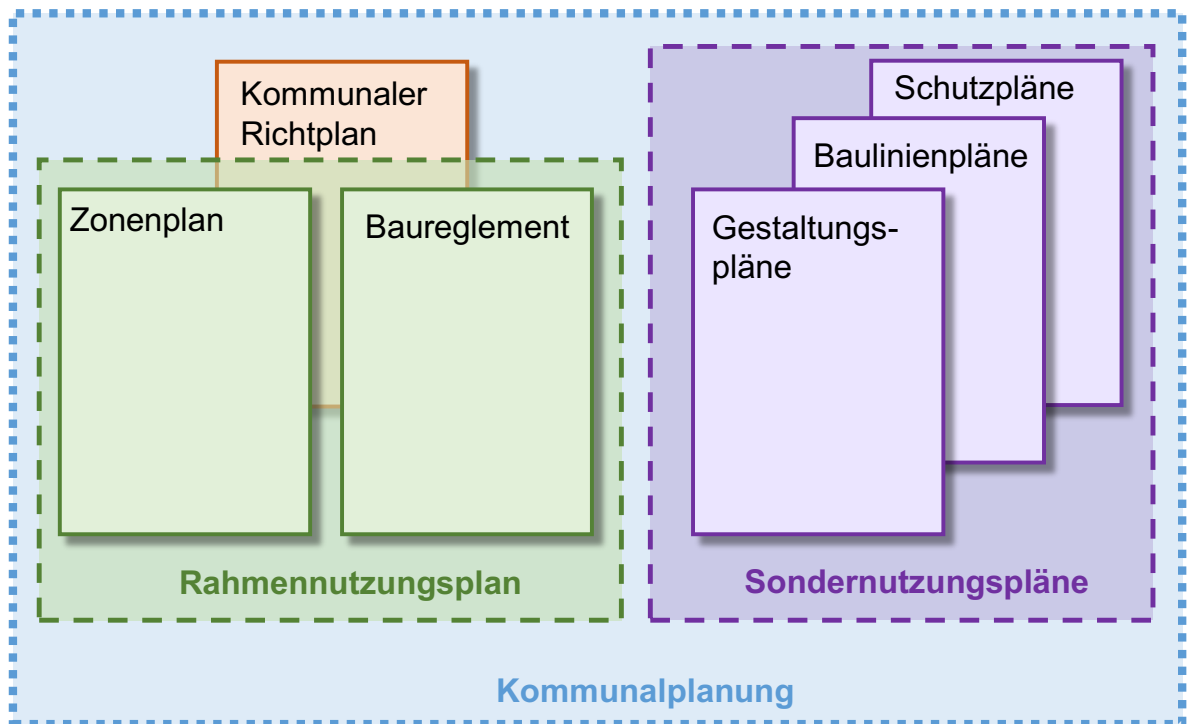 Kommunaler
Richtplan
Zonenplan
Baureglement
Rahmennutzungsplan
Schutzpläne
Baulinienpläne
Gestaltungs-
pläne
Sondernutzungspläne
Kommunalplanung